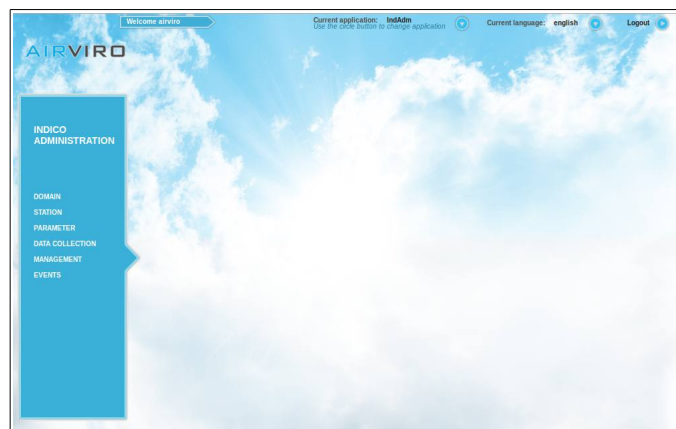 Welcome airviro
Current application: IndAdm
Use the circle button to change application
Current language: english
Logout
AIRVIRO
INDICO
ADMINISTRATION
DOMAIN
STATION
PARAMETER
DATA COLLECTION
MANAGEMENT
EVENTS